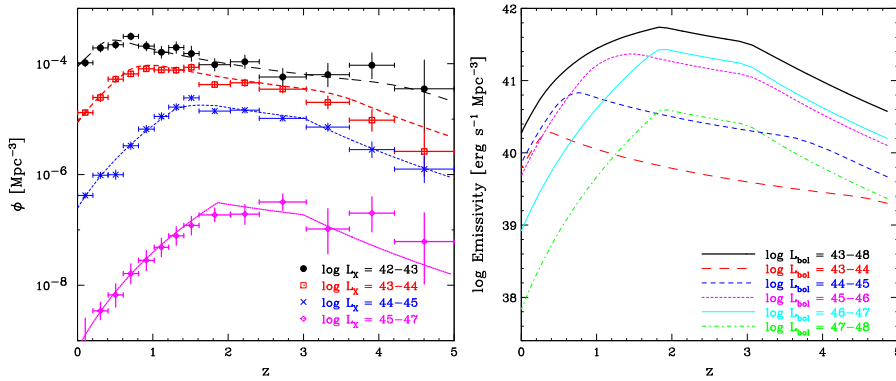 10⁻⁴
10⁻⁶
10⁻⁸
ϕ [Mpc⁻³]
0 1 2 3 4 5
z
log L_X = 42−43
log L_X = 43−44
log L_X = 44−45
log L_X = 45−47
42
41
40
39
38
log Emissivity [erg s⁻¹ Mpc⁻³]
0 1 2 3 4 5
z
log L_bol = 43−48
log L_bol = 43−44
log L_bol = 44−45
log L_bol = 45−46
log L_bol = 46−47
log L_bol = 47−48